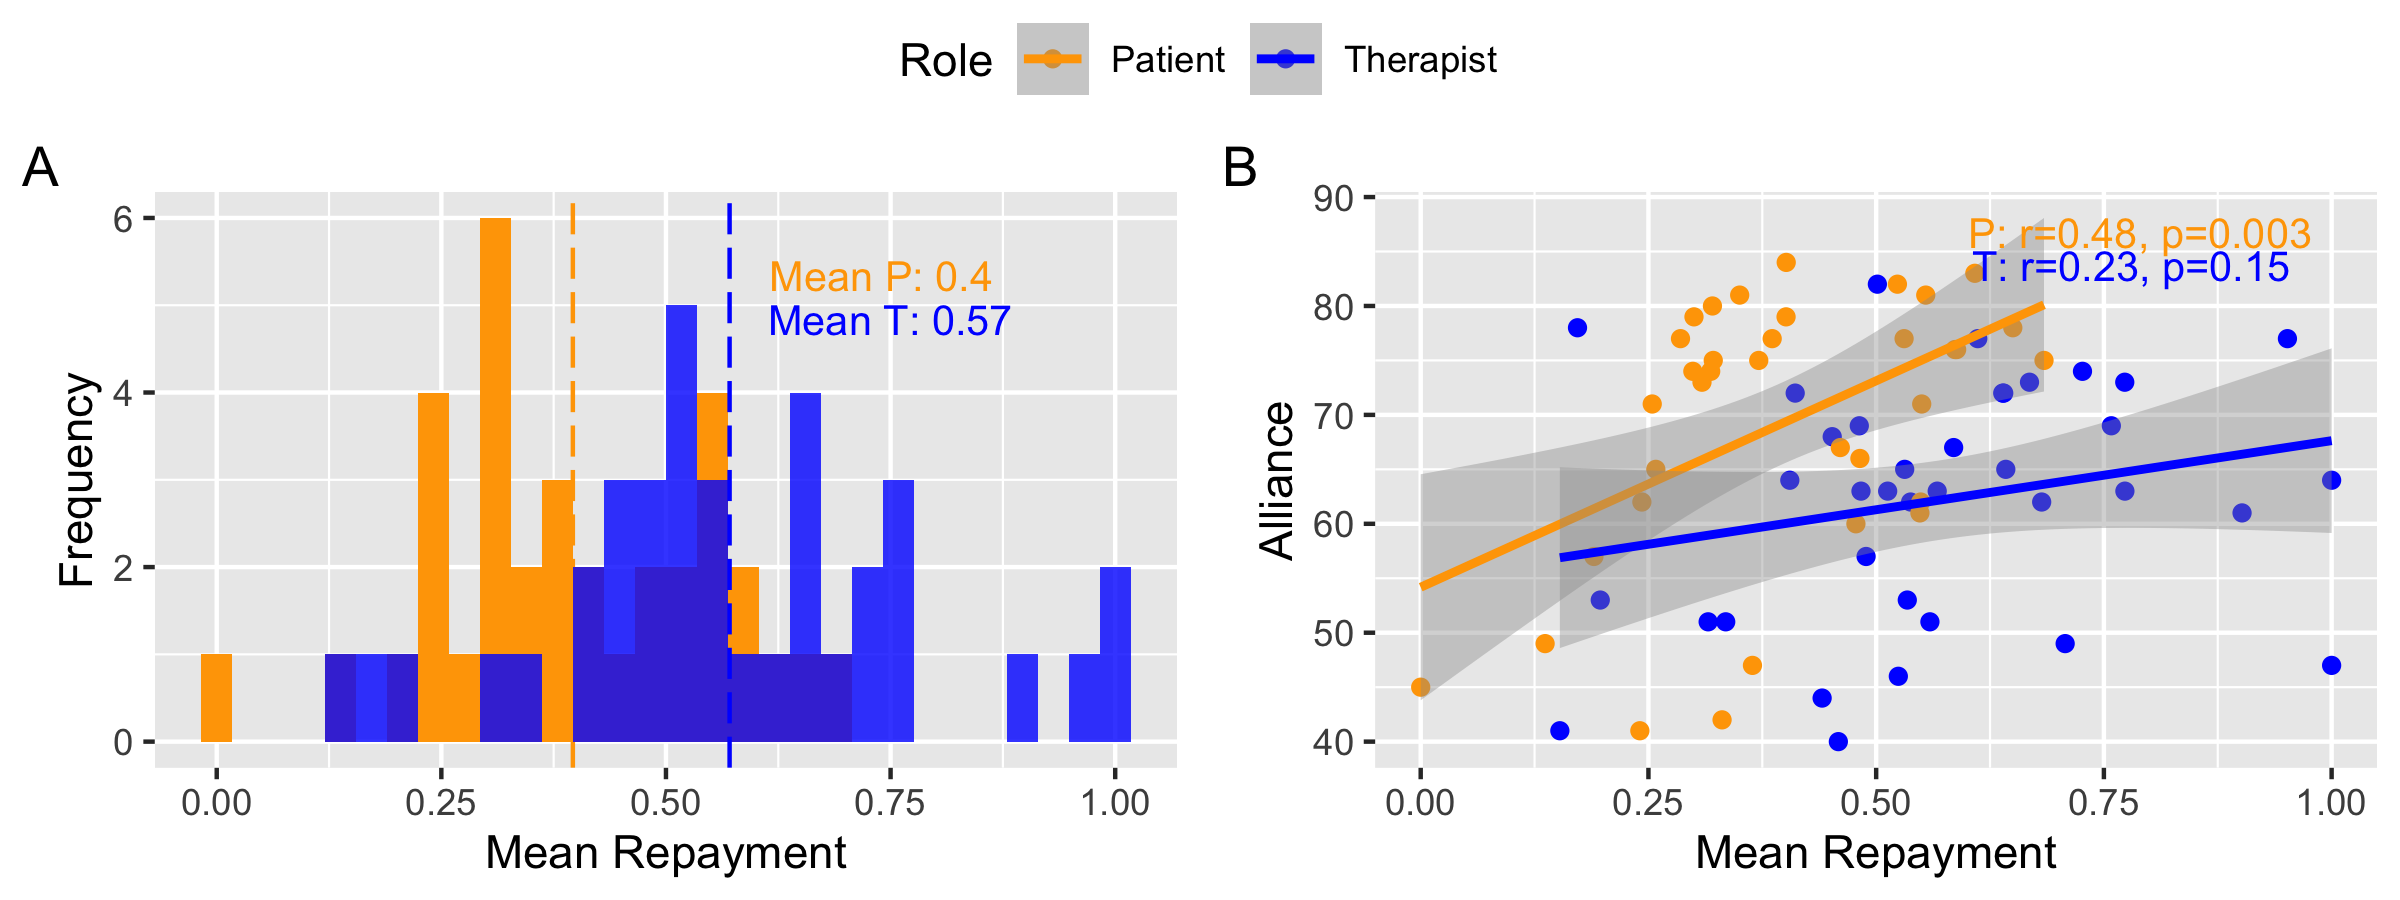 Role Patient Therapist
A
6
4
2
0
Frequency
Mean P: 0.4
Mean T: 0.57
0.00 0.25 0.50 0.75 1.00
Mean Repayment
B
90
80
70
60
50
40
Alliance
P: r=0.48, p=0.003
T: r=0.23, p=0.15
0.00 0.25 0.50 0.75 1.00
Mean Repayment